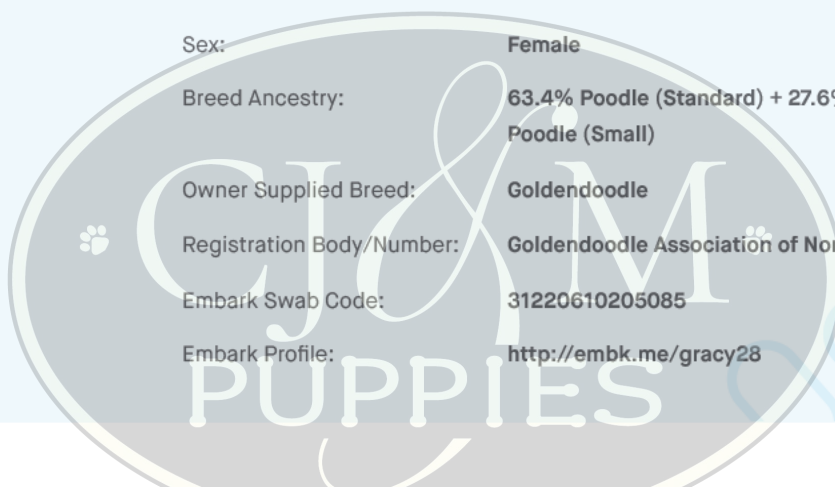 Sex: Female
Breed Ancestry: 63.4% Poodle (Standard) + 27.6%
Poodle (Small)
Owner Supplied Breed: Goldendoodle
Registration Body/Number: Goldendoodle Association of Nor
Embark Swab Code: 31220610205085
Embark Profile: http://embk.me/gracy28
CJ & M
PUPPIES